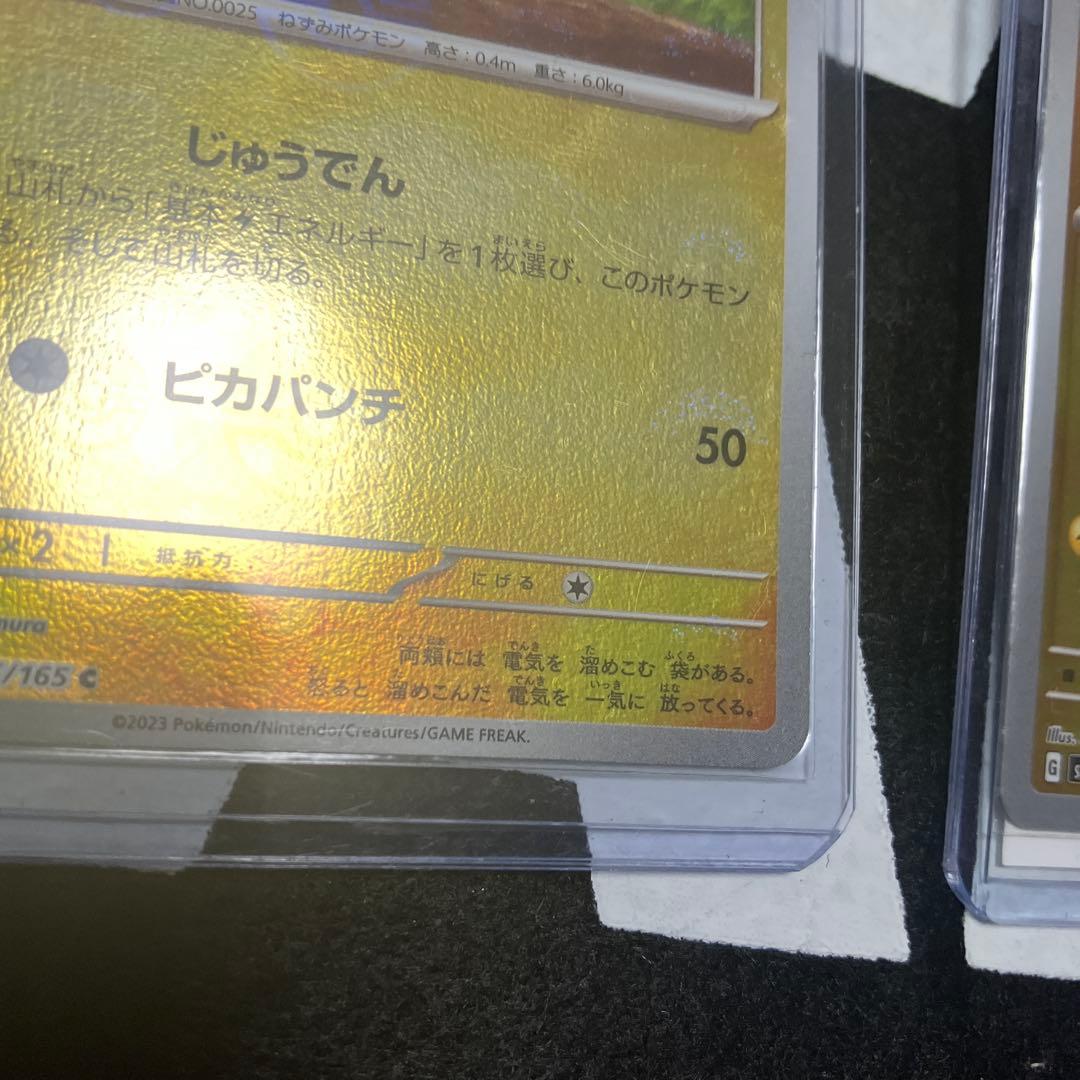 NO.0025 ねずみポケモン 高さ:0.4m 重さ:6.0kg
じゅうでん
山札から「基本エネルギー」を1枚選び、このポケモン
る。そして山札を切る。
ピカパンチ
50
×2
抵抗力
にげる
mura
/165 C
両頬には 電気を 溜めこむ 袋がある。
怒ると 溜めこんだ 電気を 一気に 放ってくる。
©2023 Pokémon/Nintendo/Creatures/GAME FREAK.
Illus.
G